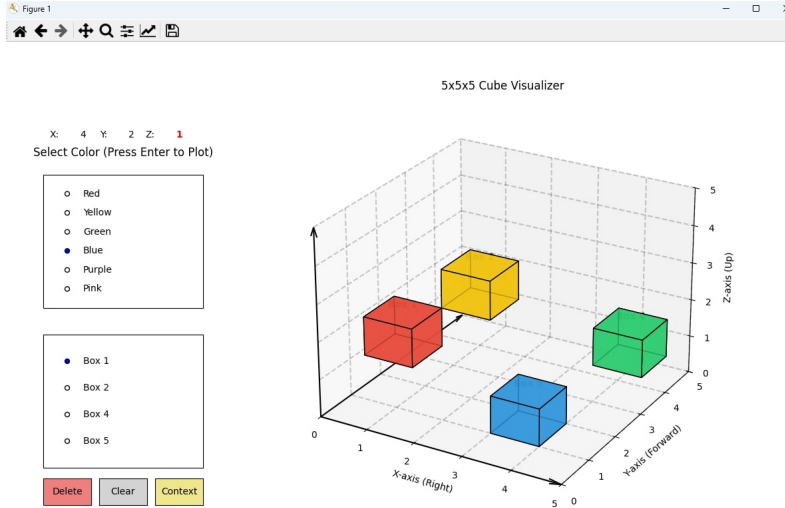 Figure 1
5x5x5 Cube Visualizer
X: 4 Y: 2 Z: 1
Select Color (Press Enter to Plot)
Red
Yellow
Green
Blue
Purple
Pink
Box 1
Box 2
Box 4
Box 5
Delete Clear Context
0
1
2
3
4
5
X-axis (Right)
0
1
2
3
4
5
Y-axis (Forward)
0
1
2
3
4
5
Z-axis (Up)